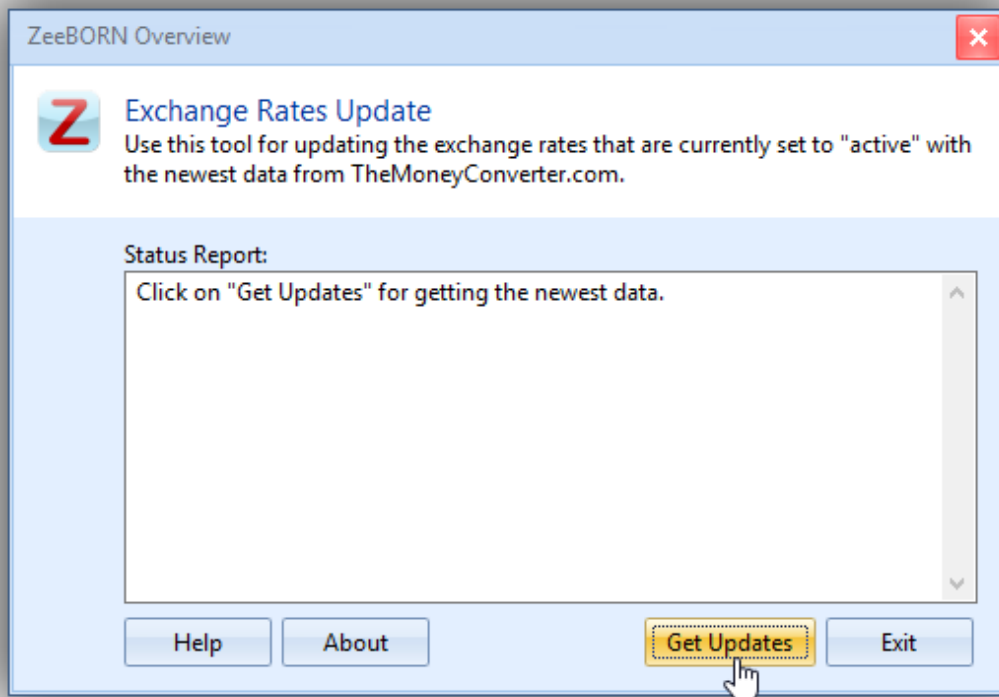 ZeeBORN Overview
Z
Exchange Rates Update
Use this tool for updating the exchange rates that are currently set to "active" with
the newest data from TheMoneyConverter.com.
Status Report:
Click on "Get Updates" for getting the newest data.
Help
About
Get Updates
Exit